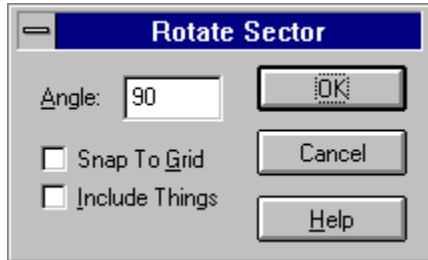 Rotate Sector
Angle: 90
OK
Snap To Grid
Cancel
Include Things
Help